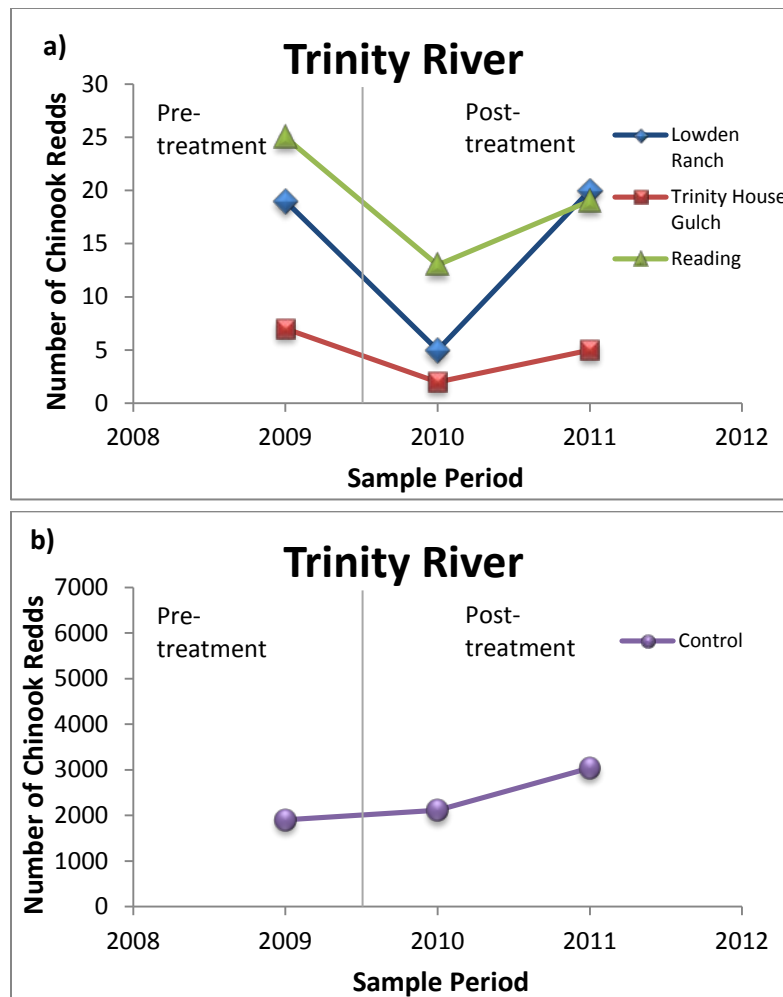 a)
Trinity River
Number of Chinook Redds
30
25
20
15
10
5
0
Pre-
treatment
Post-
treatment
Lowden
Ranch
Trinity House
Gulch
Reading
2008 2009 2010 2011 2012
Sample Period
b)
Trinity River
Number of Chinook Redds
7000
6000
5000
4000
3000
2000
1000
0
Pre-
treatment
Post-
treatment
Control
2008 2009 2010 2011 2012
Sample Period